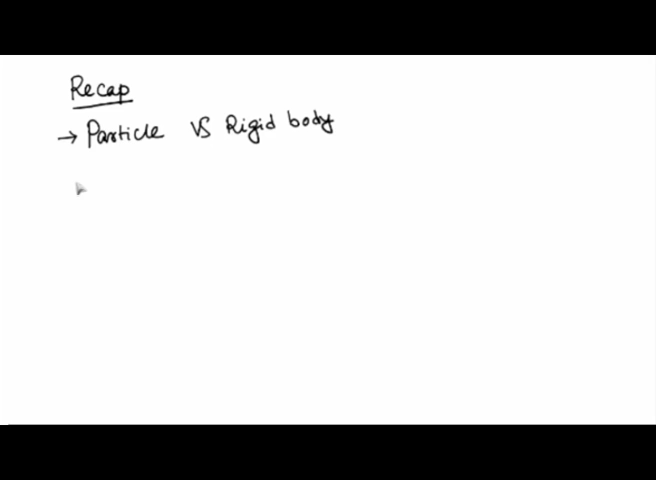 Recap
→ Particle VS Rigid body